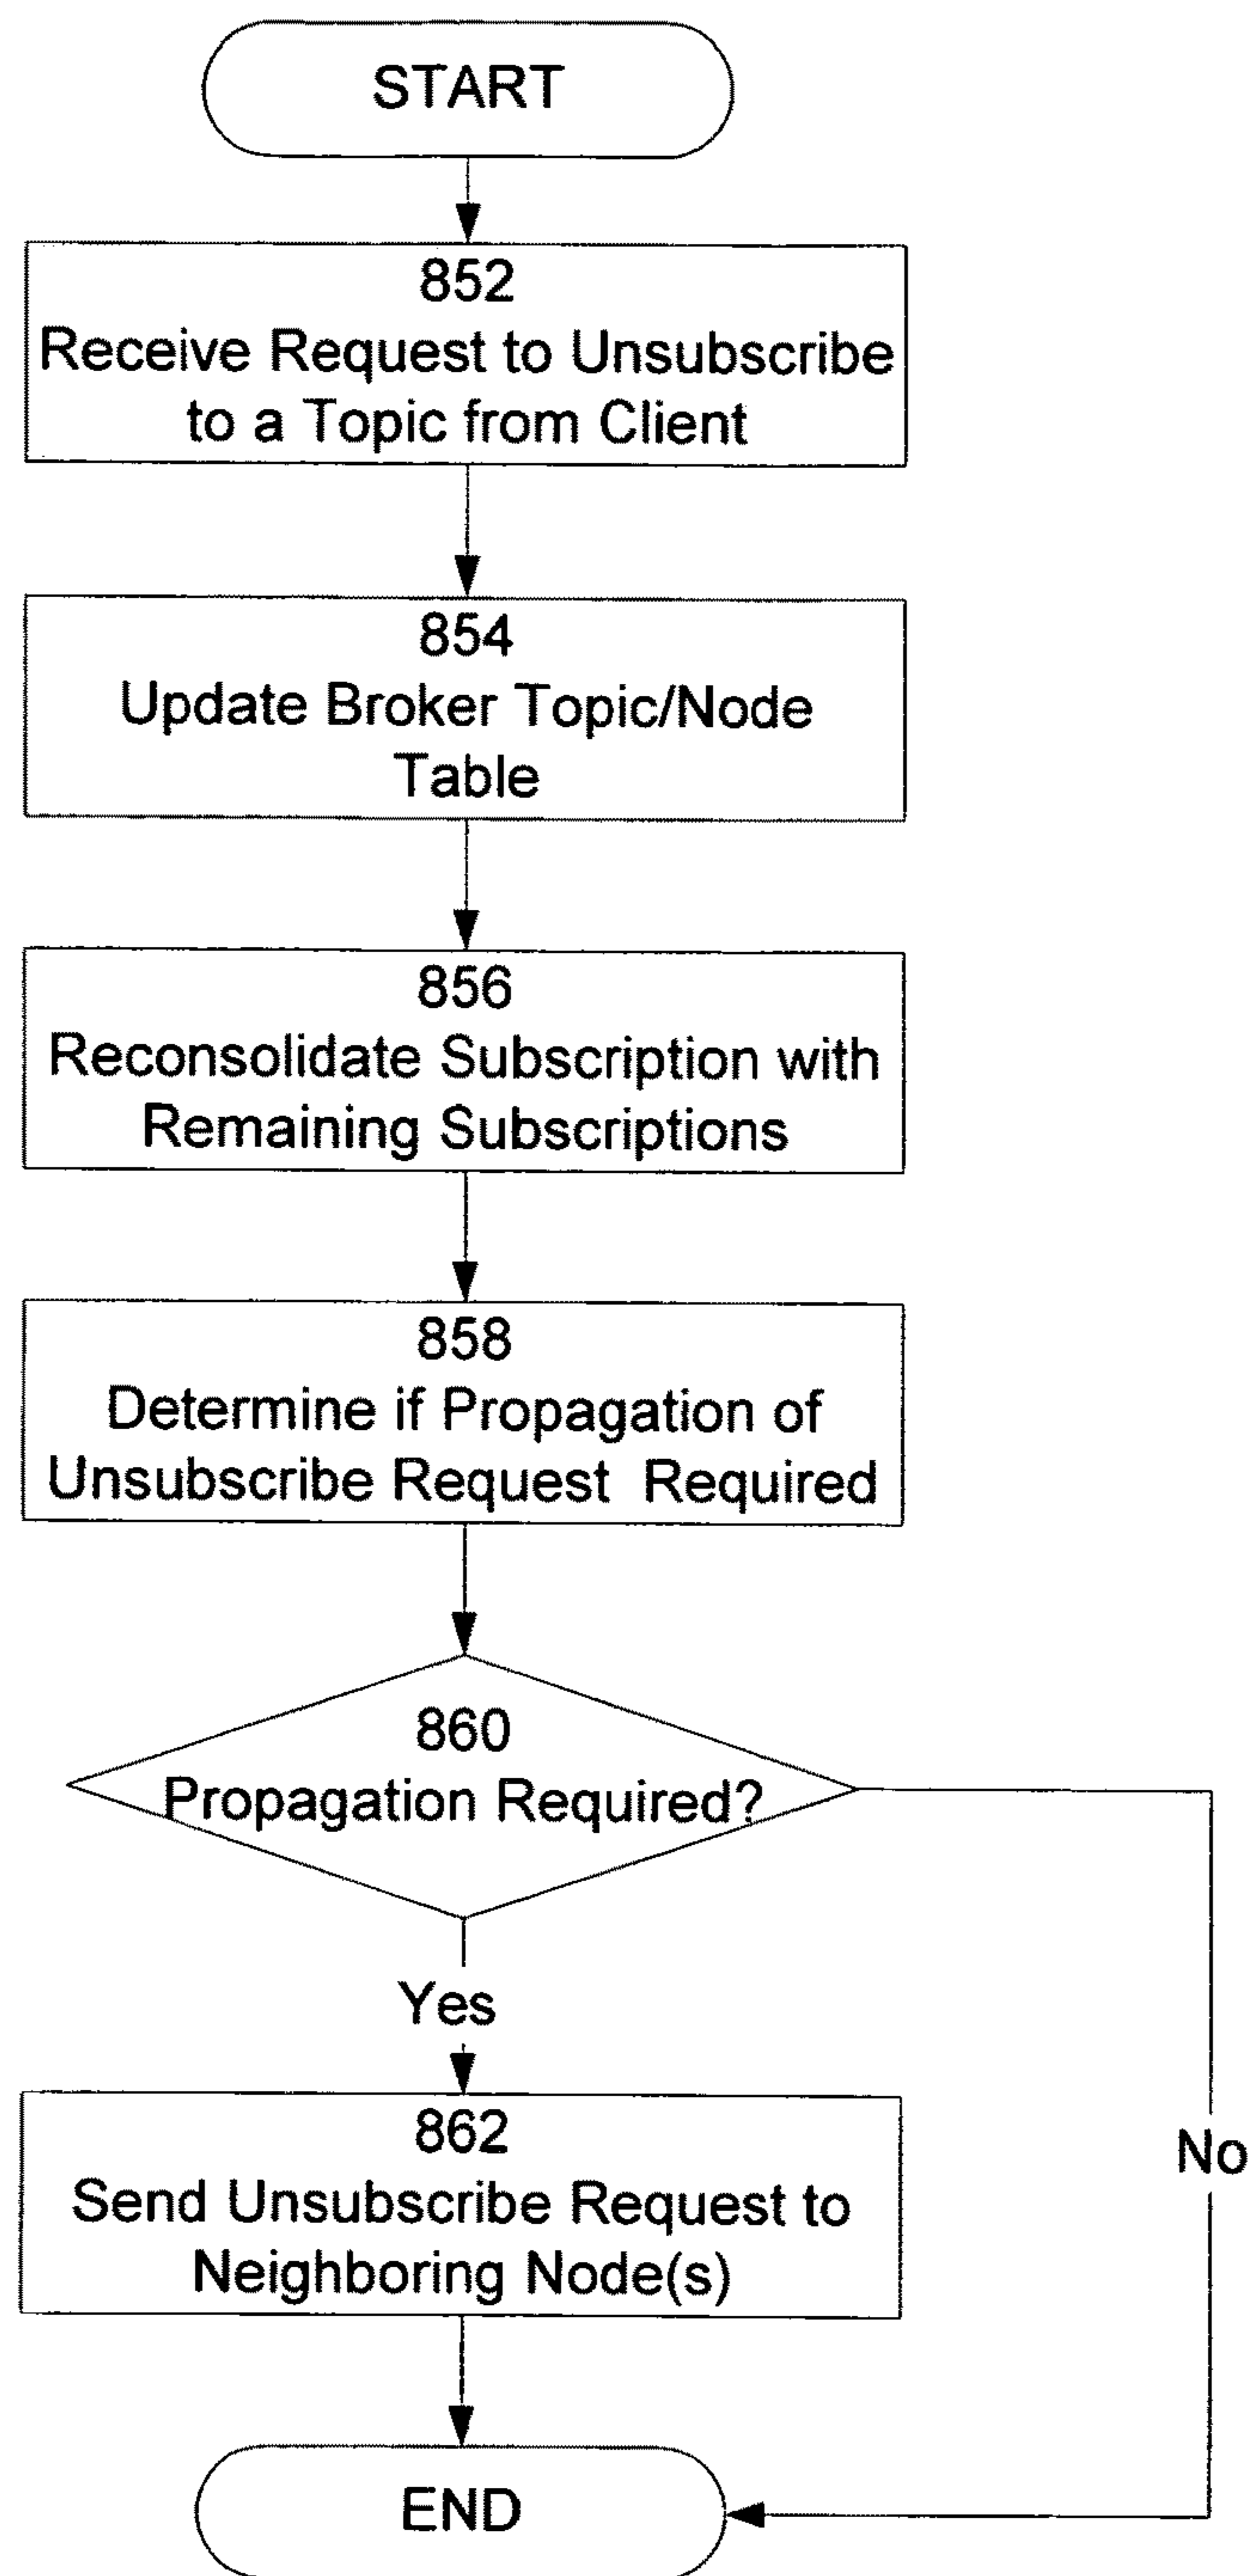 START
852
Receive Request to Unsubscribe
to a Topic from Client
854
Update Broker Topic/Node
Table
856
Reconsolidate Subscription with
Remaining Subscriptions
858
Determine if Propagation of
Unsubscribe Request Required
860
Propagation Required?
Yes
862
Send Unsubscribe Request to
Neighboring Node(s)
No
END